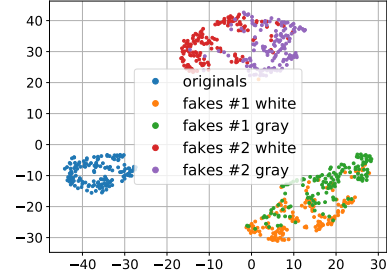 40
30
20
10
0
−10
−20
−30
originals
fakes #1 white
fakes #1 gray
fakes #2 white
fakes #2 gray
−40 −30 −20 −10 0 10 20 30